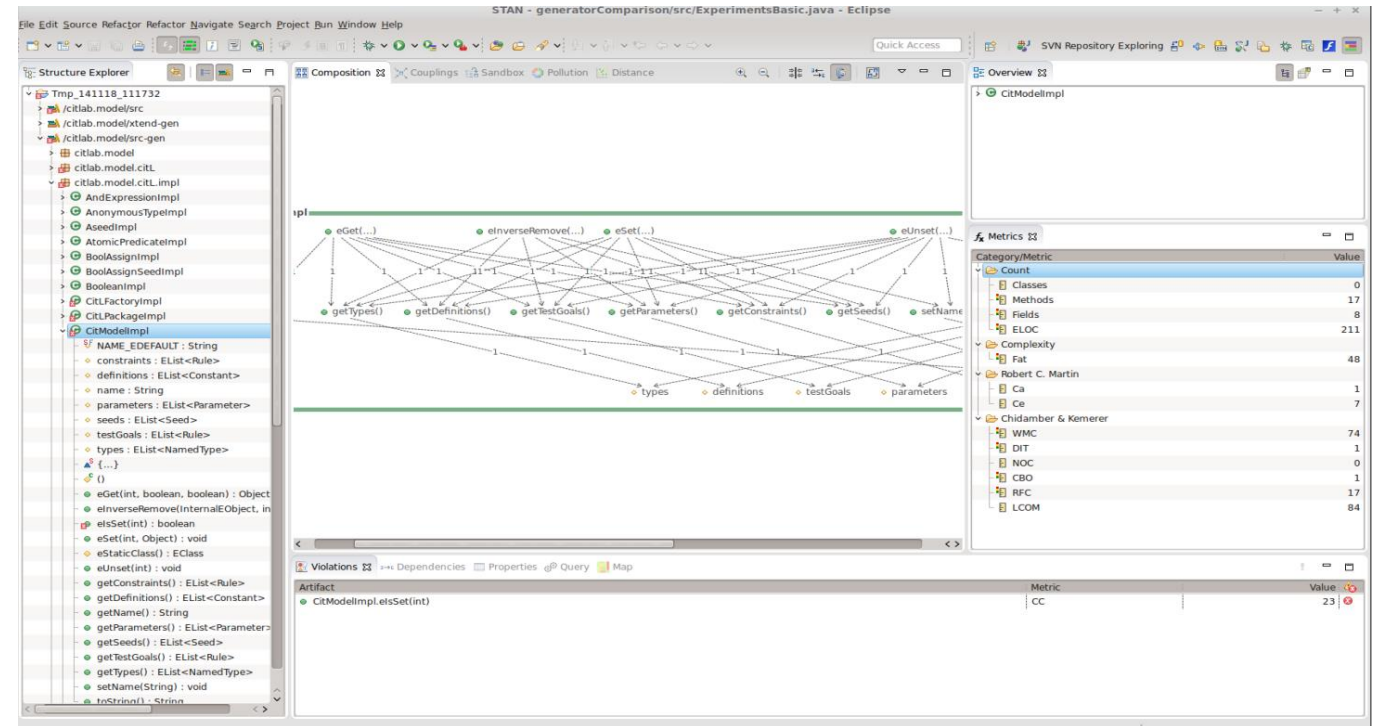 STAN - generatorComparison/src/ExperimentsBasic.java - Eclipse
File Edit Source Refactor Refactor Navigate Search Project Run Window Help
Quick Access
SVN Repository Exploring
Structure Explorer
Tmp_141118_111732
/citlab.model/src
/citlab.model/xtend-gen
/citlab.model/src-gen
citlab.model
citlab.model.citL
citlab.model.citL.impl
AndExpressionImpl
AnonymousTypeImpl
AseedImpl
AtomicPredicateImpl
BoolAssignImpl
BoolAssignSeedImpl
BooleanImpl
CitLFactoryImpl
CitLPackageImpl
CitModelImpl
NAME_EDEFAULT : String
constraints : EList<Rule>
definitions : EList<Constant>
name : String
parameters : EList<Parameter>
seeds : EList<Seed>
testGoals : EList<Rule>
types : EList<NamedType>
{...}
()
eGet(int, boolean, boolean) : Object
eInverseRemove(InternalEObject, in
eIsSet(int) : boolean
eSet(int, Object) : void
eStaticClass() : EClass
eUnset(int) : void
getConstraints() : EList<Rule>
getDefinitions() : EList<Constant>
getName() : String
getParameters() : EList<Parameter>
getSeeds() : EList<Seed>
getTestGoals() : EList<Rule>
getTypes() : EList<NamedType>
setName(String) : void
toString() : String
Composition Couplings Sandbox Pollution Distance
ipl
eGet(...) eInverseRemove(...) eSet(...) eUnset(...)
getTypes() getDefinitions() getTestGoals() getParameters() getConstraints() getSeeds() setName
1 1 1
types definitions testGoals parameters
Overview
CitModelImpl
Metrics
Category/Metric Value
Count
Classes 0
Methods 17
Fields 8
ELOC 211
Complexity
Fat 48
Robert C. Martin
Ca 1
Ce 7
Chidamber & Kemerer
WMC 74
DIT 1
NOC 0
CBO 1
RFC 17
LCOM 84
Violations Dependencies Properties Query Map
Artifact Metric Value
CitModelImpl.eIsSet(int) CC 23